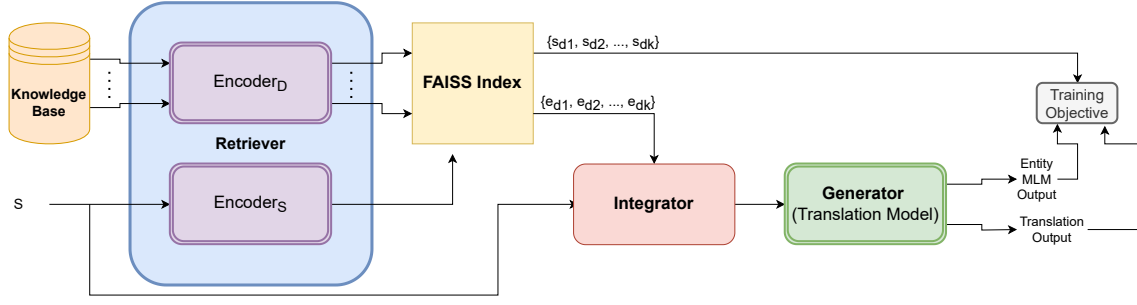 Knowledge
Base
Encoder_D
Retriever
Encoder_S
S
FAISS Index
{s_d1, s_d2, ..., s_dk}
{e_d1, e_d2, ..., e_dk}
Integrator
Generator
(Translation Model)
Training
Objective
Entity
MLM
Output
Translation
Output